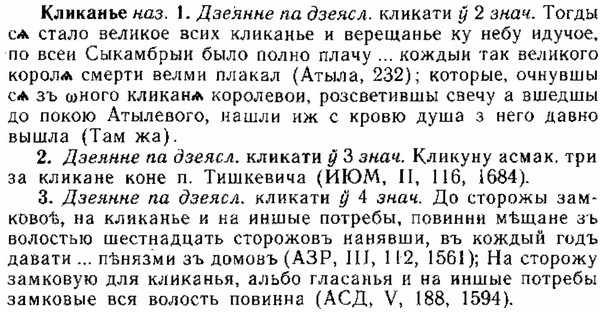 Кликанье наз. 1. Дзеянне па дзеясл. кликати ў 2 знач. Тогды
сѧ стало великое всих кликанье и верещанье ку небу идучое,
по всеи Сыкамбрыи было полно плачу ... кождыи так великого
королѧ смерти велми плакал (Атыла, 232); которые, очнувшы
сѧ зъ ѡного кликанѧ королевои, розсветившы свечу а вшедшы
до покою Атылевого, нашли иж с кровю душа з него давно
вышла (Там жа).
2. Дзеянне па дзеясл. кликати ў 3 знач. Кликуну асмак. три
за кликане коне п. Тишкевича (ИЮМ, II, 116, 1684).
3. Дзеянне па дзеясл. кликати ў 4 знач. До сторожы зам-
ковоѣ, на кликанье и на иншые потребы, повинни мѣщане зъ
волостью шестнадцать сторожовъ нанявши, въ кождый годъ
давати ... пѣнязми зъ домовъ (АЗР, III, 112, 1561); На сторожу
замковую для кликанья, альбо гласанья и на иншые потребы
замковые вся волость повинна (АСД, V, 188, 1594).